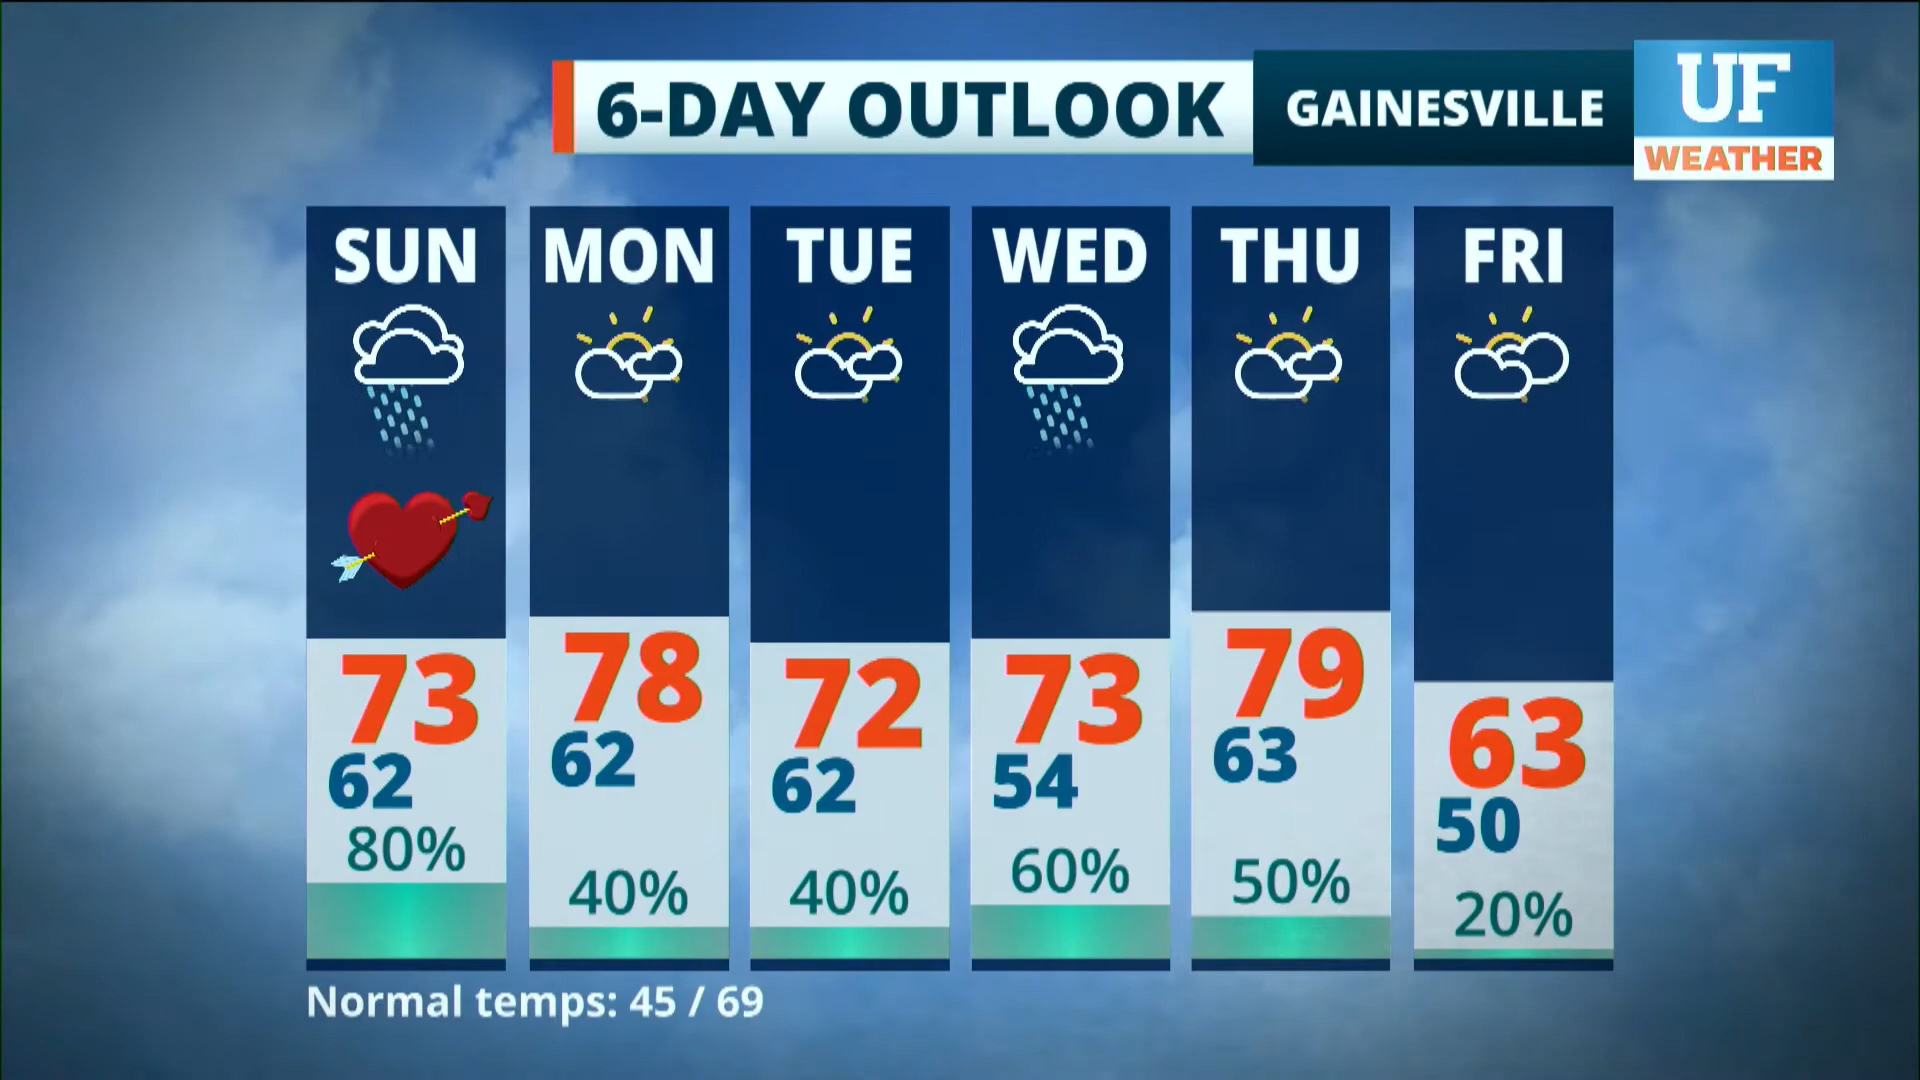 6-DAY OUTLOOK GAINESVILLE UF
WEATHER
SUN MON TUE WED THU FRI
73 78 72 73 79 63
62 62 62 54 63 50
80% 40% 40% 60% 50% 20%
Normal temps: 45 / 69